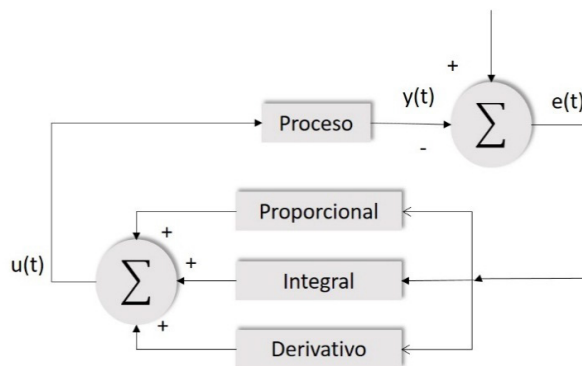 +
y(t)
e(t)
Proceso
∑
-
Proporcional
+
+
u(t)
∑
Integral
+
Derivativo